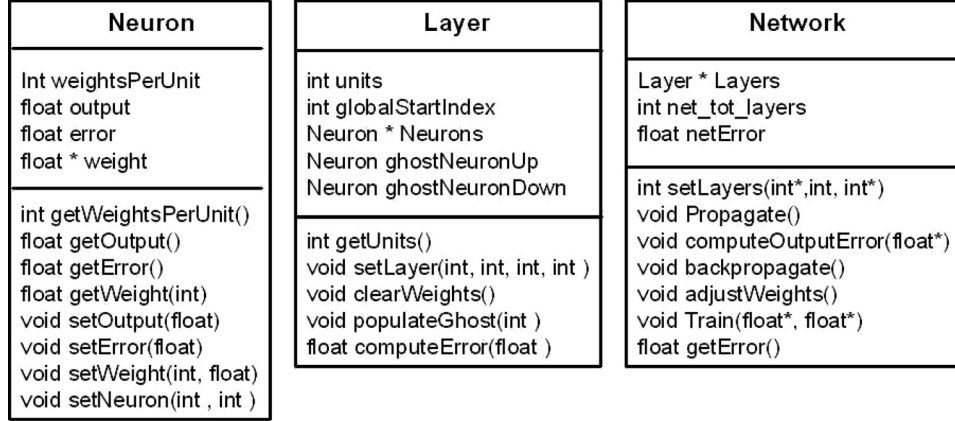 Neuron
Int weightsPerUnit
float output
float error
float * weight
int getWeightsPerUnit()
float getOutput()
float getError()
float getWeight(int)
void setOutput(float)
void setError(float)
void setWeight(int, float)
void setNeuron(int , int )
Layer
int units
int globalStartIndex
Neuron * Neurons
Neuron ghostNeuronUp
Neuron ghostNeuronDown
int getUnits()
void setLayer(int, int, int, int )
void clearWeights()
void populateGhost(int )
float computeError(float )
Network
Layer * Layers
int net_tot_layers
float netError
int setLayers(int*,int, int*)
void Propagate()
void computeOutputError(float*)
void backpropagate()
void adjustWeights()
void Train(float*, float*)
float getError()